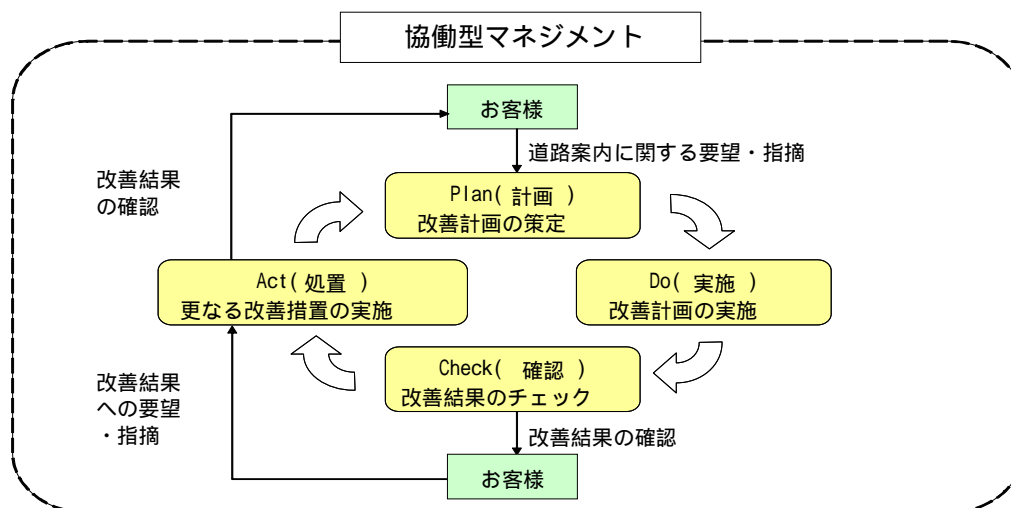 協働型マネジメント
お客様
道路案内に関する要望・指摘
改善結果
の確認
Plan( 計画 )
改善計画の策定
Act( 処置 )
更なる改善措置の実施
Do( 実施 )
改善計画の実施
Check( 確認 )
改善結果のチェック
改善結果
への要望
・指摘
改善結果の確認
お客様